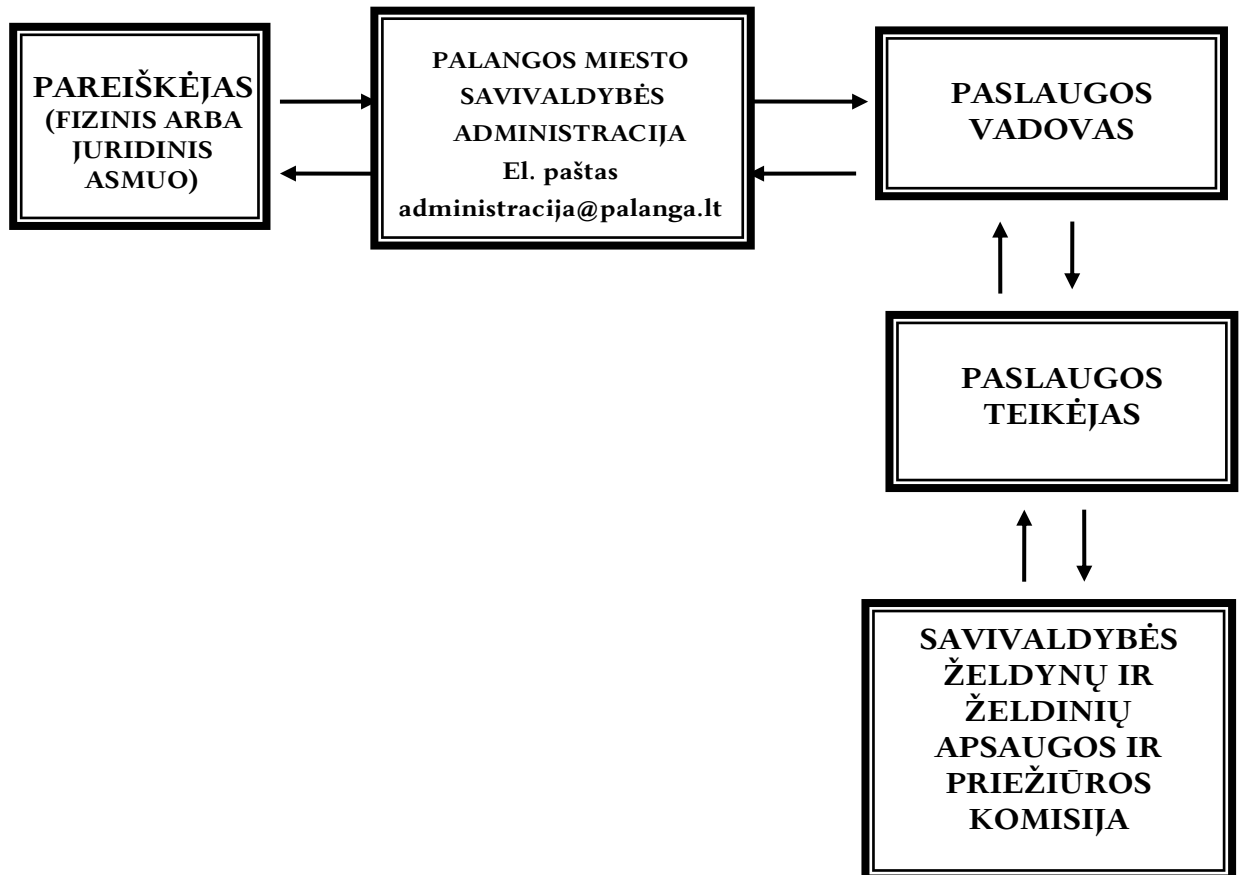 PAREIŠKĖJAS
(FIZINIS ARBA
JURIDINIS
ASMUO)
PALANGOS MIESTO
SAVIVALDYBĖS
ADMINISTRACIJA
El. paštas
administracija@palanga.lt
PASLAUGOS
VADOVAS
PASLAUGOS
TEIKĖJAS
SAVIVALDYBĖS
ŽELDYNŲ IR
ŽELDINIŲ
APSAUGOS IR
PRIEŽIŪROS
KOMISIJA